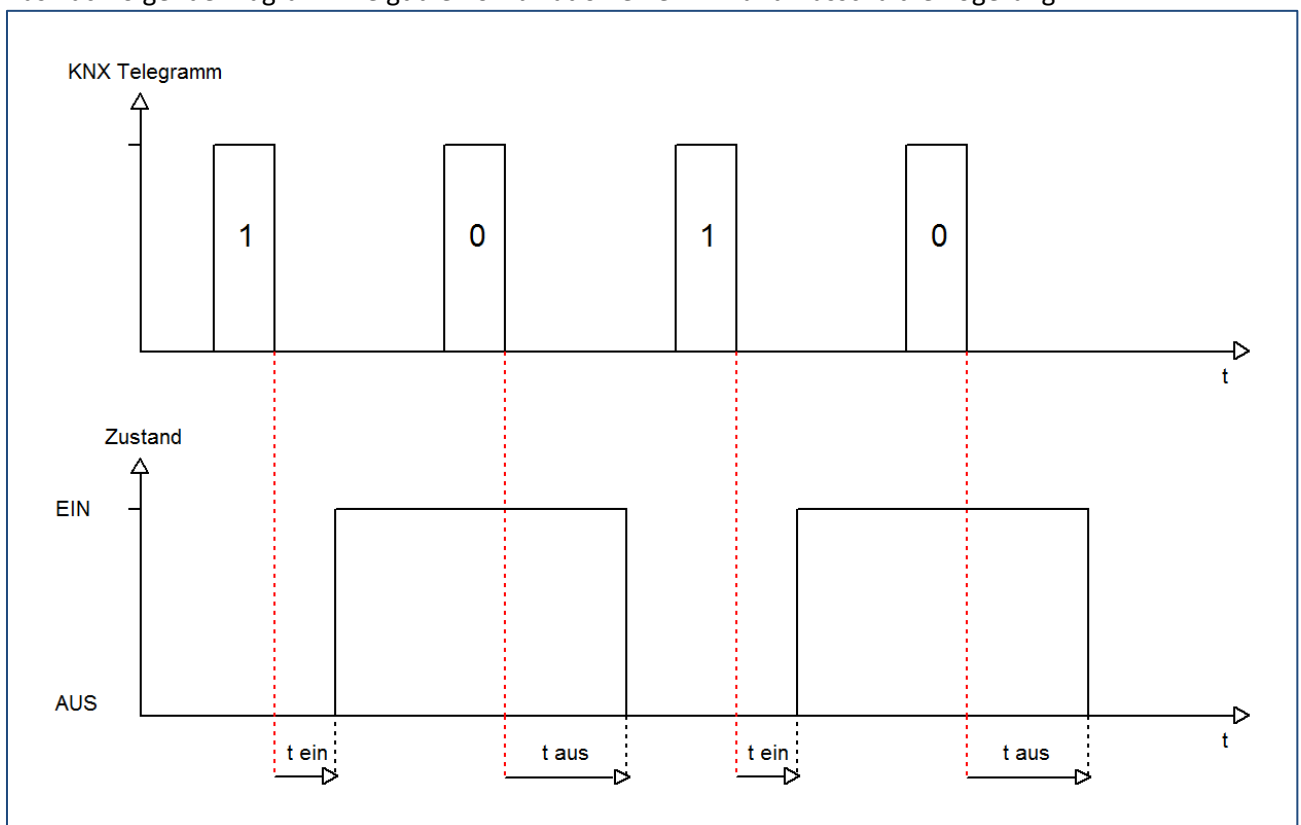 KNX Telegramm
1 0 1 0
t
Zustand
EIN
AUS
t
t ein t aus t ein t aus